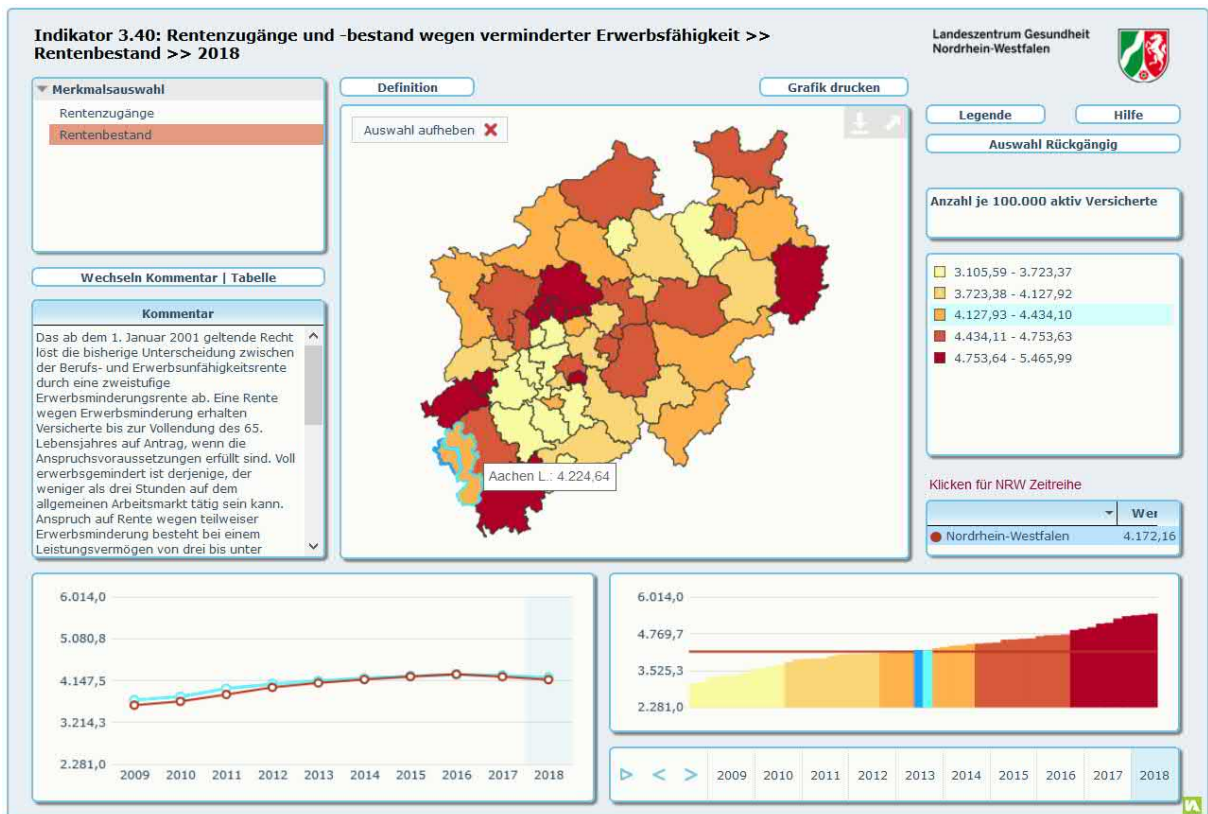 Indikator 3.40: Rentenzugänge und -bestand wegen verminderter Erwerbsfähigkeit >>
Rentenbestand >> 2018
Landeszentrum Gesundheit
Nordrhein-Westfalen
Merkmalsauswahl
Rentenzugänge
Rentenbestand
Definition
Grafik drucken
Auswahl aufheben
Legende
Hilfe
Auswahl Rückgängig
Anzahl je 100.000 aktiv Versicherte
3.105,59 - 3.723,37
3.723,38 - 4.127,92
4.127,93 - 4.434,10
4.434,11 - 4.753,63
4.753,64 - 5.465,99
Wechseln Kommentar | Tabelle
Kommentar
Das ab dem 1. Januar 2001 geltende Recht
löst die bisherige Unterscheidung zwischen
der Berufs- und Erwerbsunfähigkeitsrente
durch eine zweistufige
Erwerbsminderungsrente ab. Eine Rente
wegen Erwerbsminderung erhalten
Versicherte bis zur Vollendung des 65.
Lebensjahres auf Antrag, wenn die
Anspruchsvoraussetzungen erfüllt sind. Voll
erwerbsgemindert ist derjenige, der
weniger als drei Stunden auf dem
allgemeinen Arbeitsmarkt tätig sein kann.
Anspruch auf Rente wegen teilweiser
Erwerbsminderung besteht bei einem
Leistungsvermögen von drei bis unter
Aachen L.: 4.224,64
Klicken für NRW Zeitreihe
Wer
Nordrhein-Westfalen 4.172,16
6.014,0
5.080,8
4.147,5
3.214,3
2.281,0
2009 2010 2011 2012 2013 2014 2015 2016 2017 2018
6.014,0
4.769,7
3.525,3
2.281,0
2009 2010 2011 2012 2013 2014 2015 2016 2017 2018